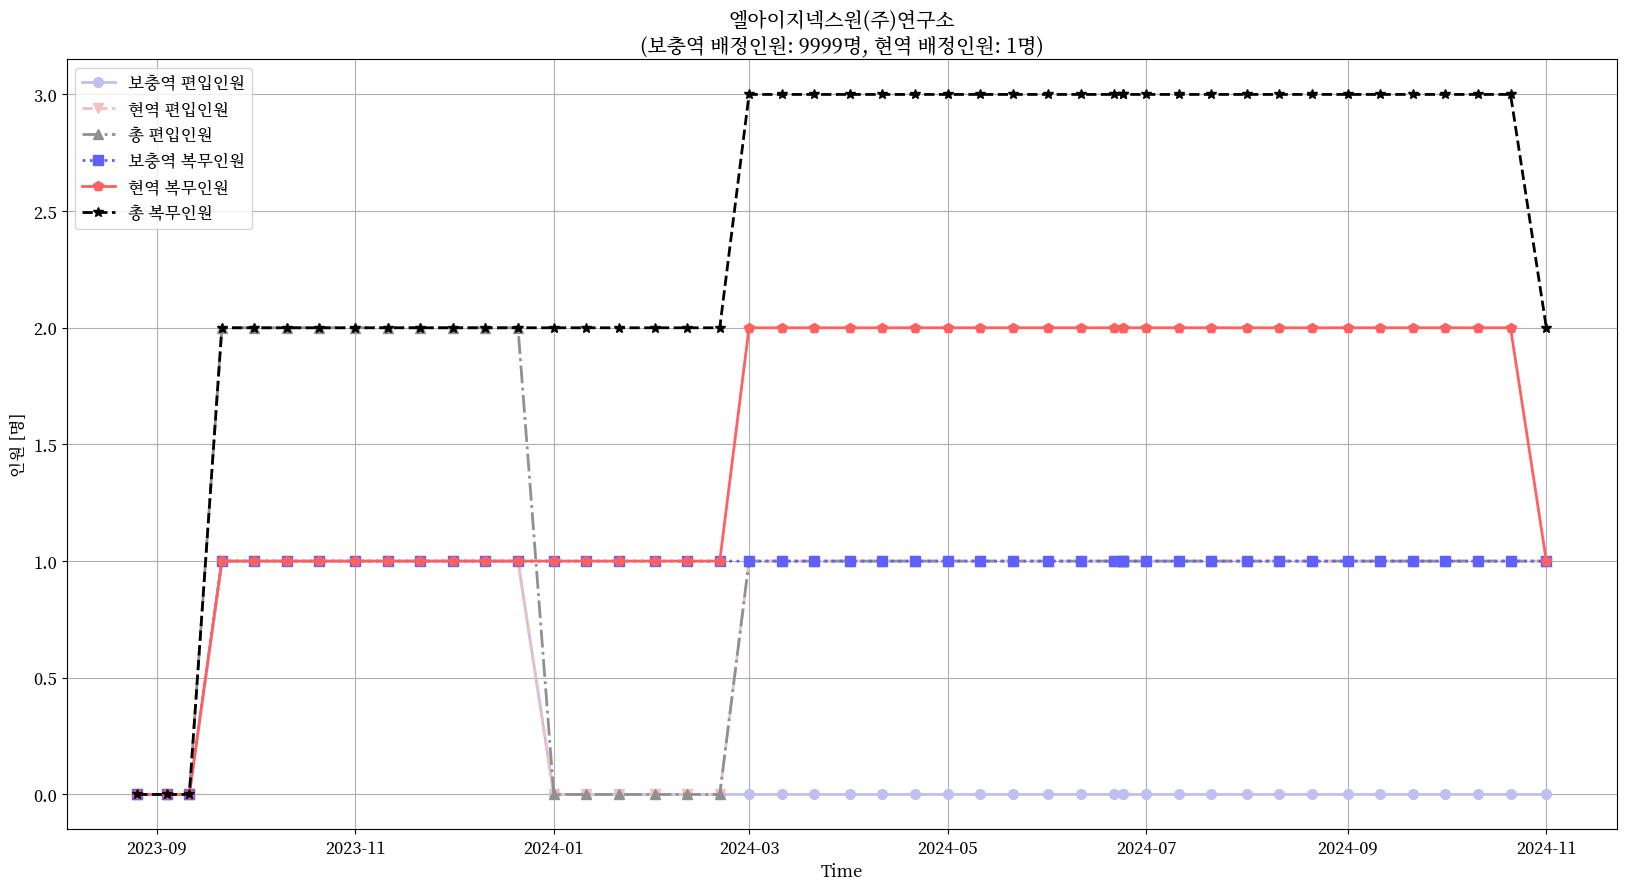 엘아이지넥스원(주)연구소
(보충역 배정인원: 9999명, 현역 배정인원: 1명)
보충역 편입인원
현역 편입인원
총 편입인원
보충역 복무인원
현역 복무인원
총 복무인원
인원 [명]
3.0
2.5
2.0
1.5
1.0
0.5
0.0
2023-09
2023-11
2024-01
2024-03
2024-05
2024-07
2024-09
2024-11
Time